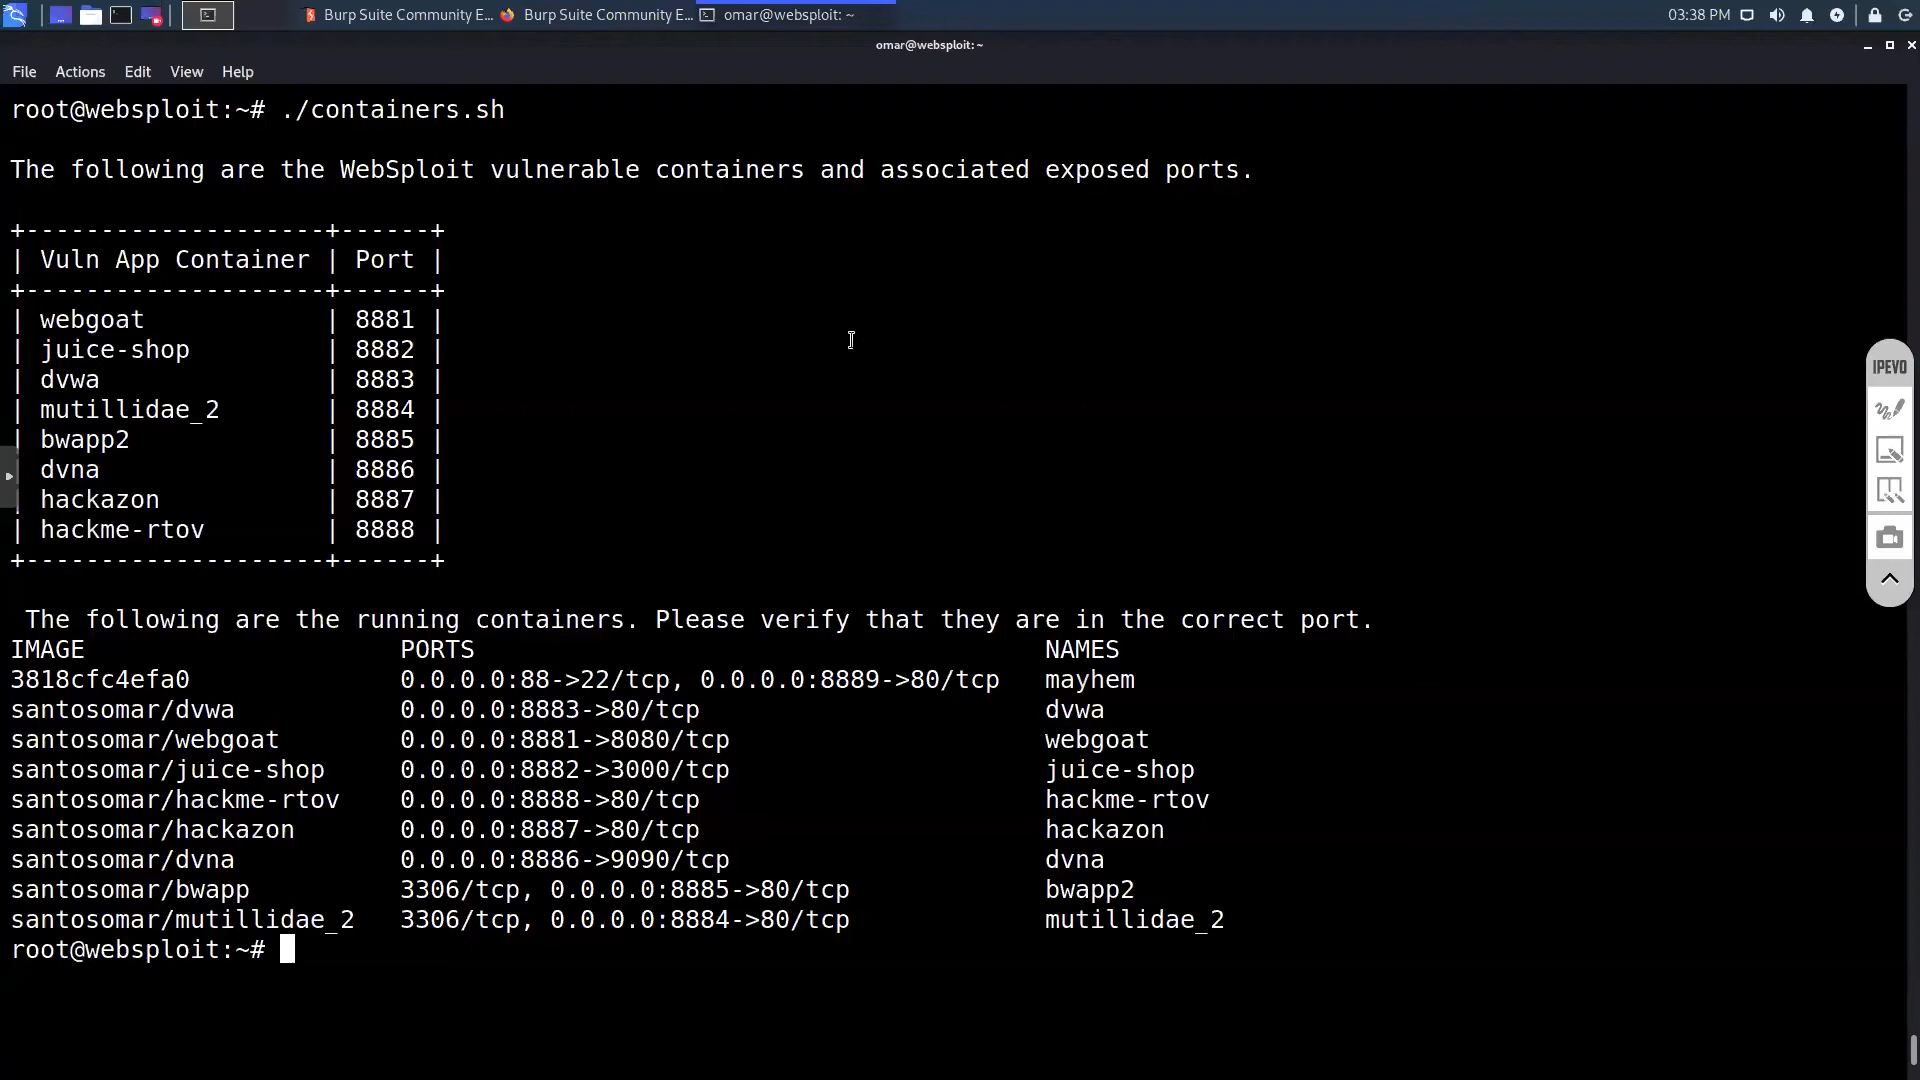 Burp Suite Community E... Burp Suite Community E... omar@websploit: ~ 03:38 PM
omar@websploit: ~
File Actions Edit View Help
root@websploit:~# ./containers.sh
The following are the WebSploit vulnerable containers and associated exposed ports.
+--------------------+------+
| Vuln App Container | Port |
+--------------------+------+
| webgoat            | 8881 |
| juice-shop         | 8882 |
| dvwa               | 8883 |
| mutillidae_2       | 8884 |
| bwapp2             | 8885 |
| dvna               | 8886 |
| hackazon           | 8887 |
| hackme-rtov        | 8888 |
+--------------------+------+
The following are the running containers. Please verify that they are in the correct port.
IMAGE                     PORTS                                      NAMES
3818cfc4efa0              0.0.0.0:88->22/tcp, 0.0.0.0:8889->80/tcp   mayhem
santosomar/dvwa           0.0.0.0:8883->80/tcp                       dvwa
santosomar/webgoat        0.0.0.0:8881->8080/tcp                     webgoat
santosomar/juice-shop     0.0.0.0:8882->3000/tcp                     juice-shop
santosomar/hackme-rtov    0.0.0.0:8888->80/tcp                       hackme-rtov
santosomar/hackazon       0.0.0.0:8887->80/tcp                       hackazon
santosomar/dvna           0.0.0.0:8886->9090/tcp                     dvna
santosomar/bwapp          3306/tcp, 0.0.0.0:8885->80/tcp             bwapp2
santosomar/mutillidae_2   3306/tcp, 0.0.0.0:8884->80/tcp             mutillidae_2
root@websploit:~#
IPEVO